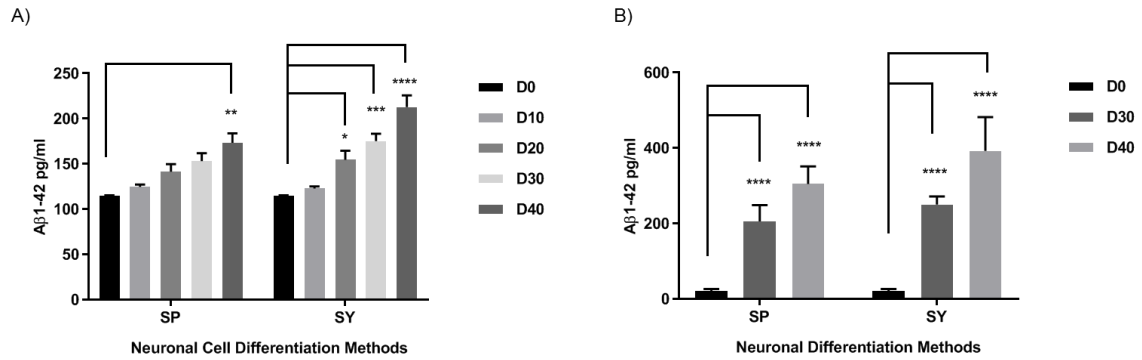 A)
Aβ1-42 pg/ml
250
200
150
100
50
0
**
*
***
****
SP
SY
Neuronal Cell Differentiation Methods
D0
D10
D20
D30
D40
B)
Aβ1-42 pg/ml
600
400
200
0
****
****
****
****
SP
SY
Neuronal Differentiation Methods
D0
D30
D40